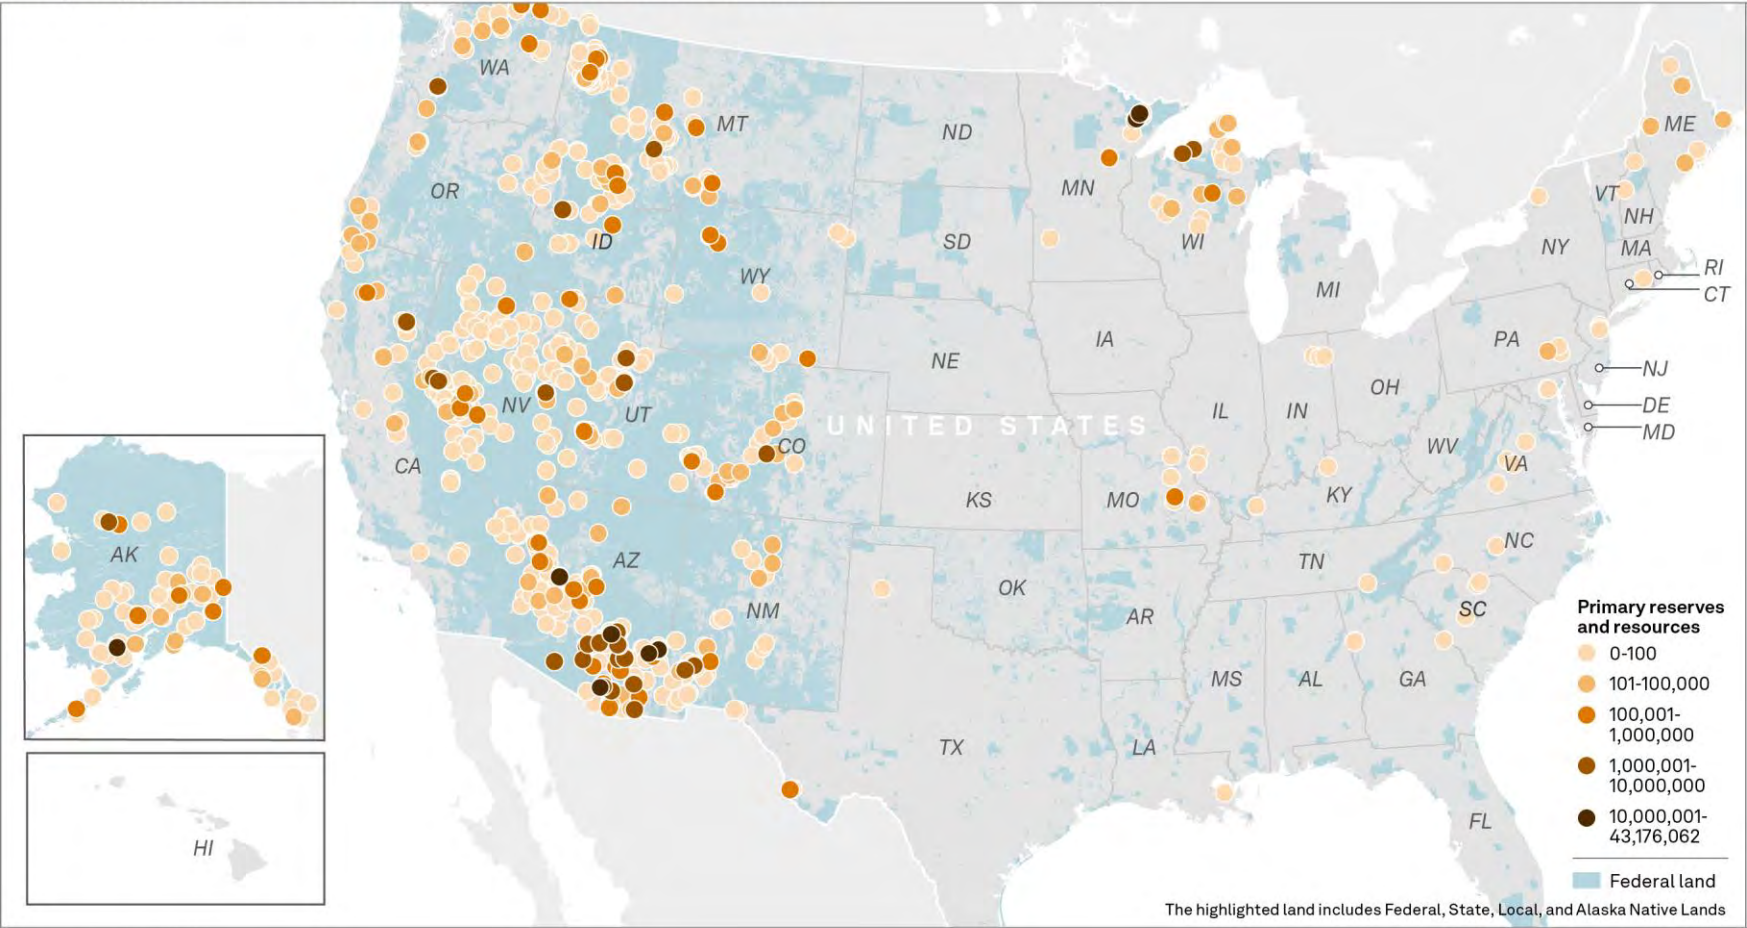 WA
MT
ND
MN
ME
OR
VT
NH
ID
SD
WI
NY
MA
WY
RI
MI
CT
IA
PA
NE
NJ
OH
NV
UT
IL
IN
DE
UNITED STATES
CO
WV
MD
CA
VA
KS
MO
KY
AK
AZ
TN
NC
OK
NM
AR
SC
MS
AL
GA
TX
LA
FL
HI
Primary reserves
and resources
0-100
101-100,000
100,001-
1,000,000
1,000,001-
10,000,000
10,000,001-
43,176,062
Federal land
The highlighted land includes Federal, State, Local, and Alaska Native Lands